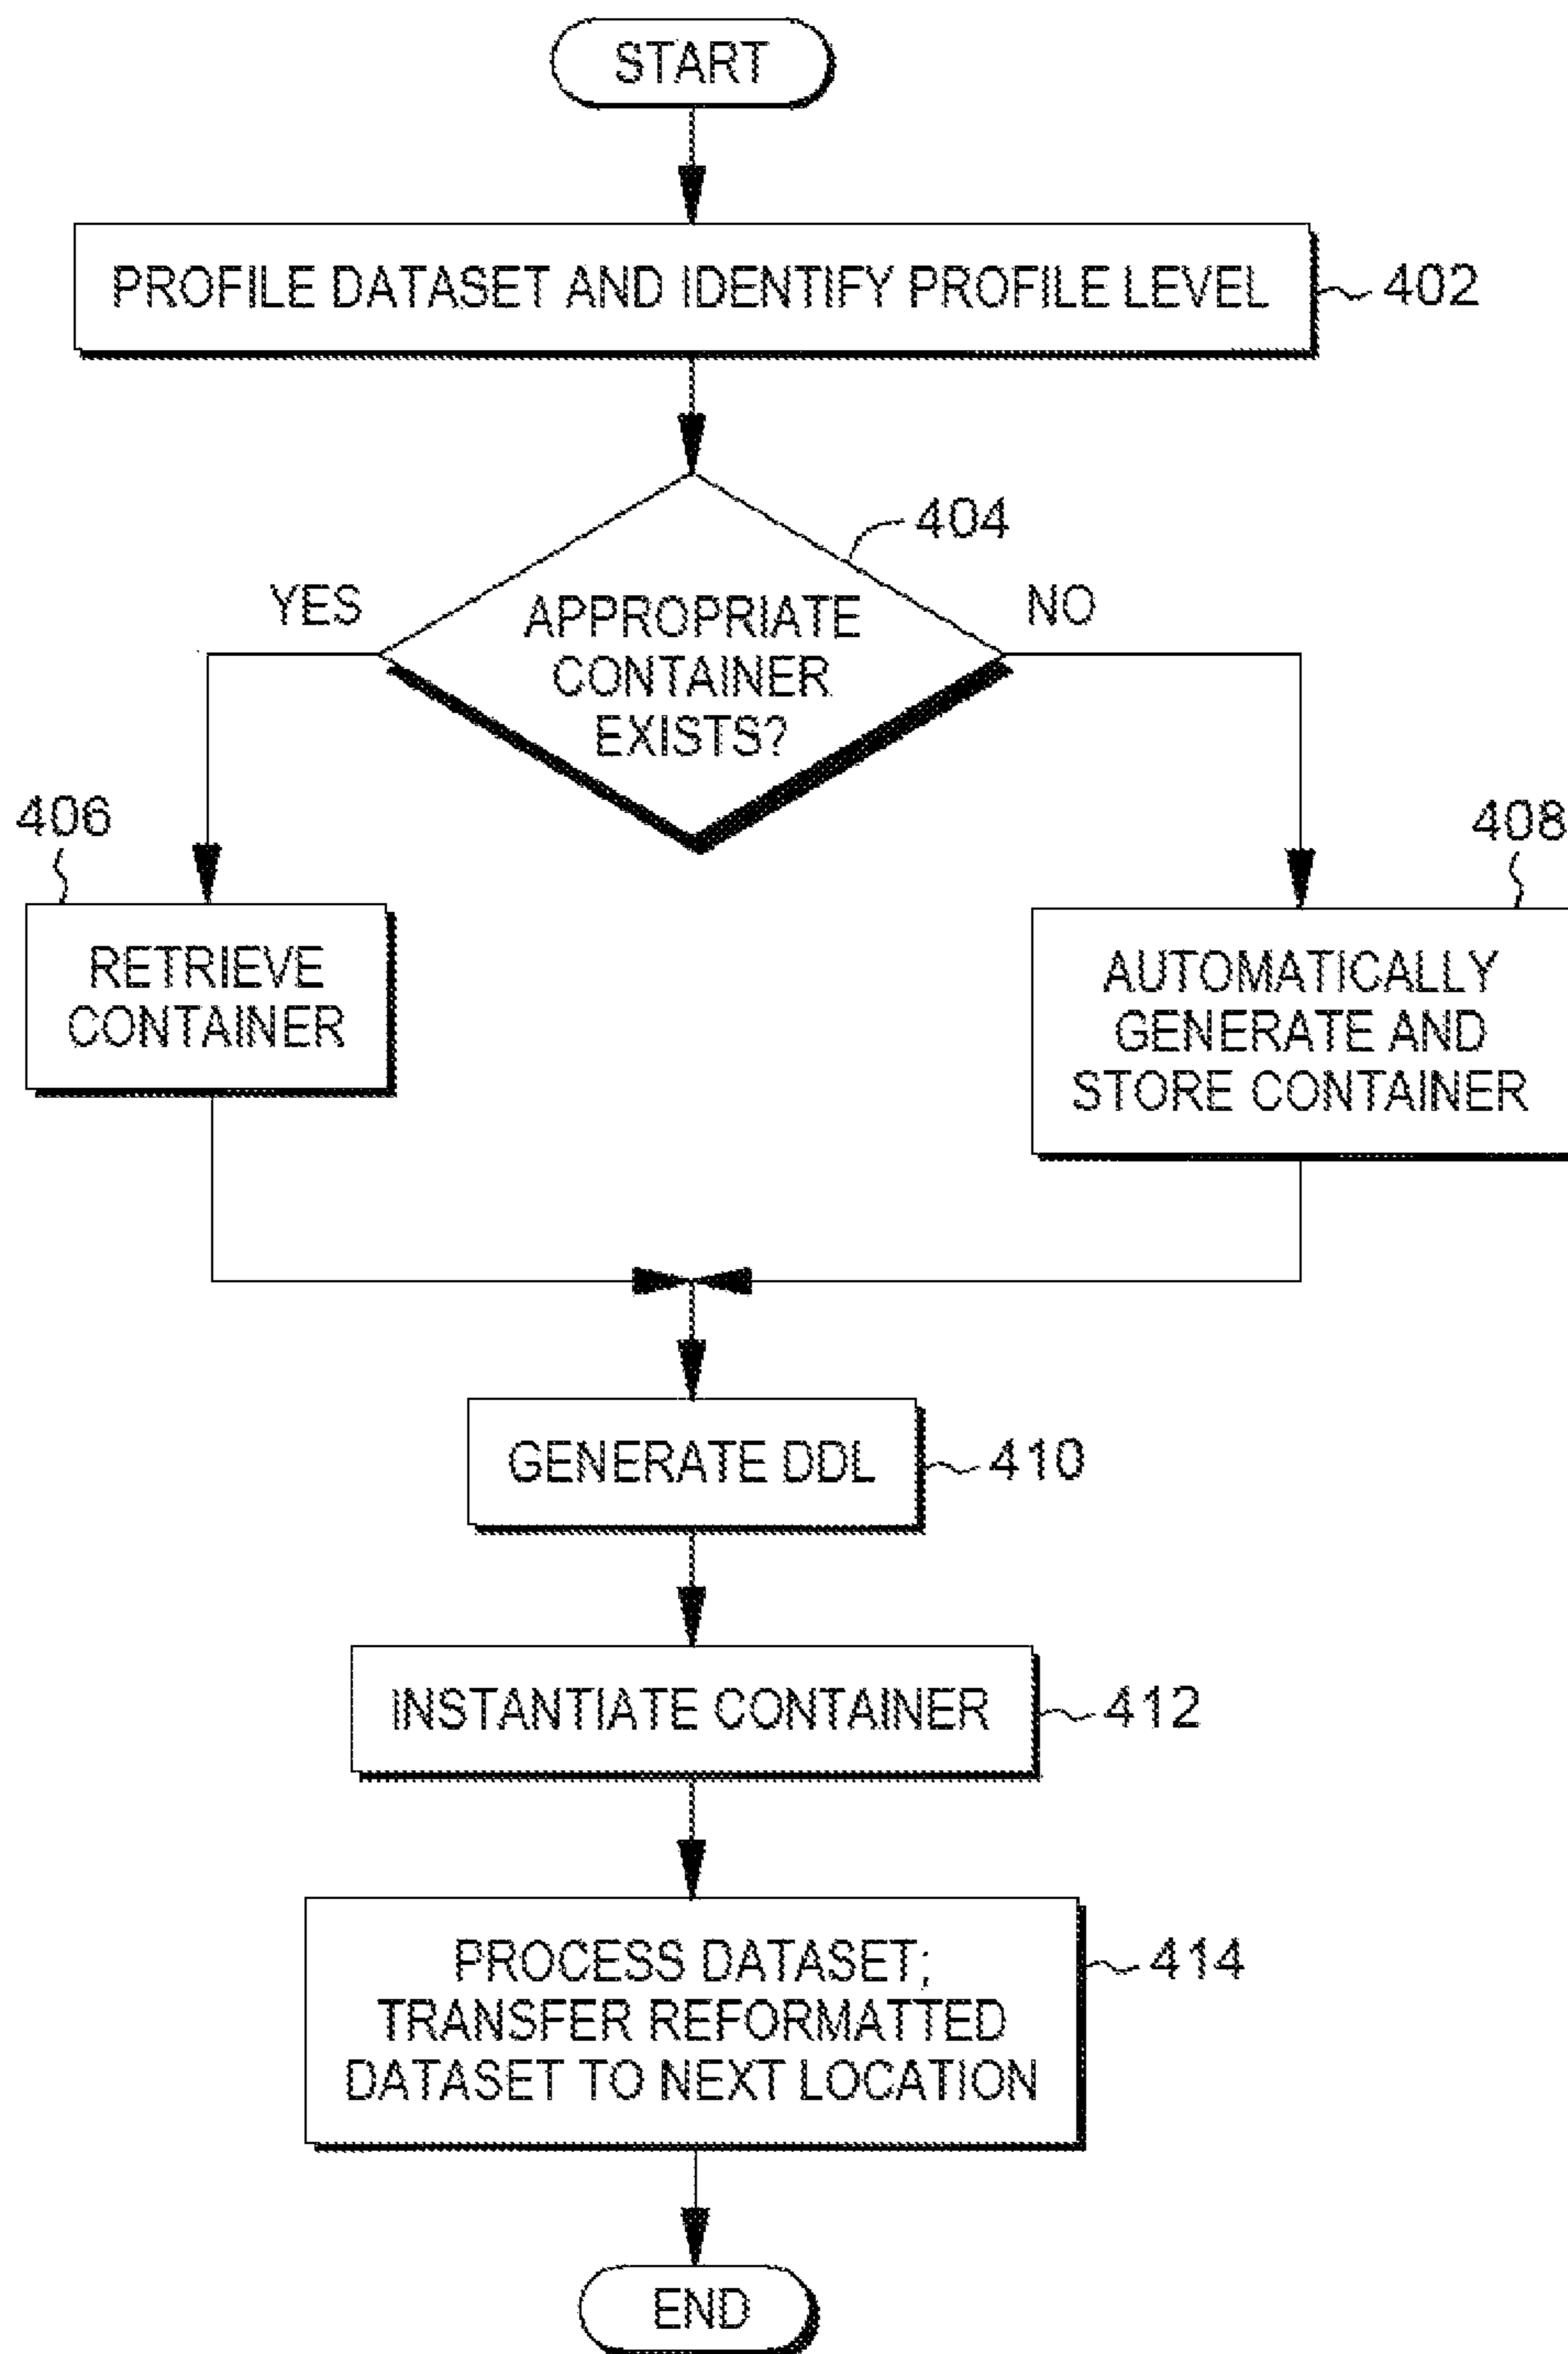 START
PROFILE DATASET AND IDENTIFY PROFILE LEVEL
402
404
YES
NO
APPROPRIATE
CONTAINER
EXISTS?
406
408
RETRIEVE
CONTAINER
AUTOMATICALLY
GENERATE AND
STORE CONTAINER
GENERATE DDL
410
INSTANTIATE CONTAINER
412
PROCESS DATASET;
TRANSFER REFORMATTED
DATASET TO NEXT LOCATION
414
END